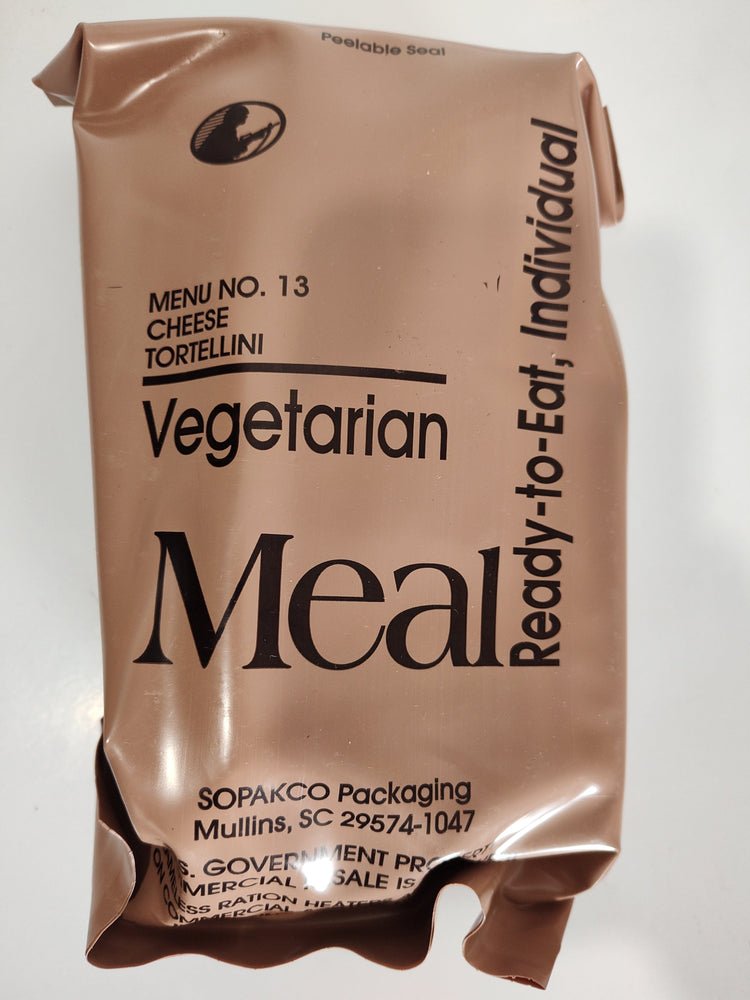 Peelable Seal
MENU NO. 13
CHEESE
TORTELLINI
Vegetarian
Meal
Ready-to-Eat, Individual
SOPAKCO Packaging
Mullins, SC 29574-1047
GOVERNMENT
SALE IS
RATION